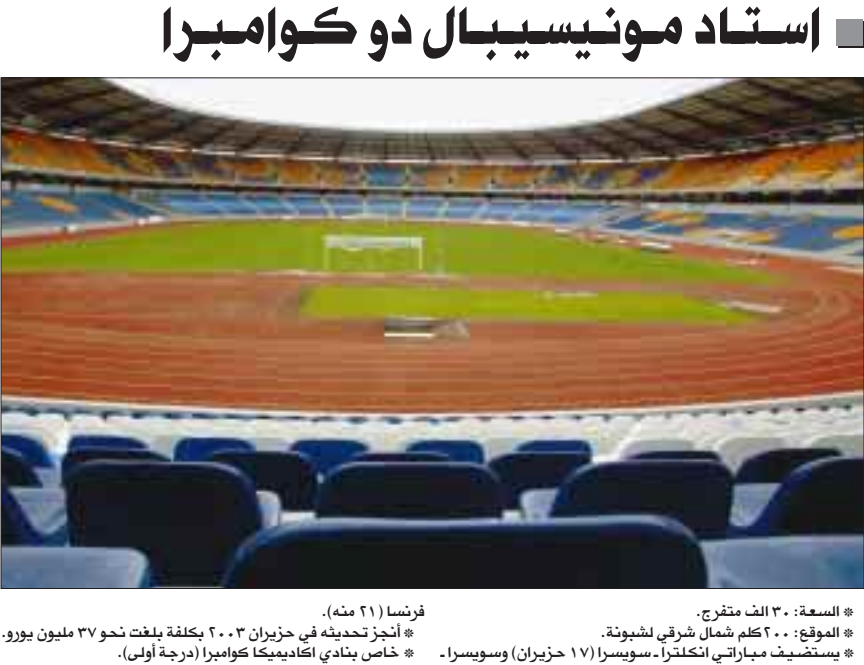 استاد مونيسيبال دو كوامبرا
* السعة: ٣٠ الف متفرج.
* الموقع: ٢٠٠ كلم شمال شرقي لشبونة.
* يستضيف مباراتي انكلترا ـ سويسرا (١٧ حزيران) وسويسرا ـ
فرنسا (٢١ منه).
* أنجز تحديثه في حزيران ٢٠٠٣ بكلفة بلغت نحو ٣٧ مليون يورو.
* خاص بنادي اكاديميكا كوامبرا (درجة أولى).